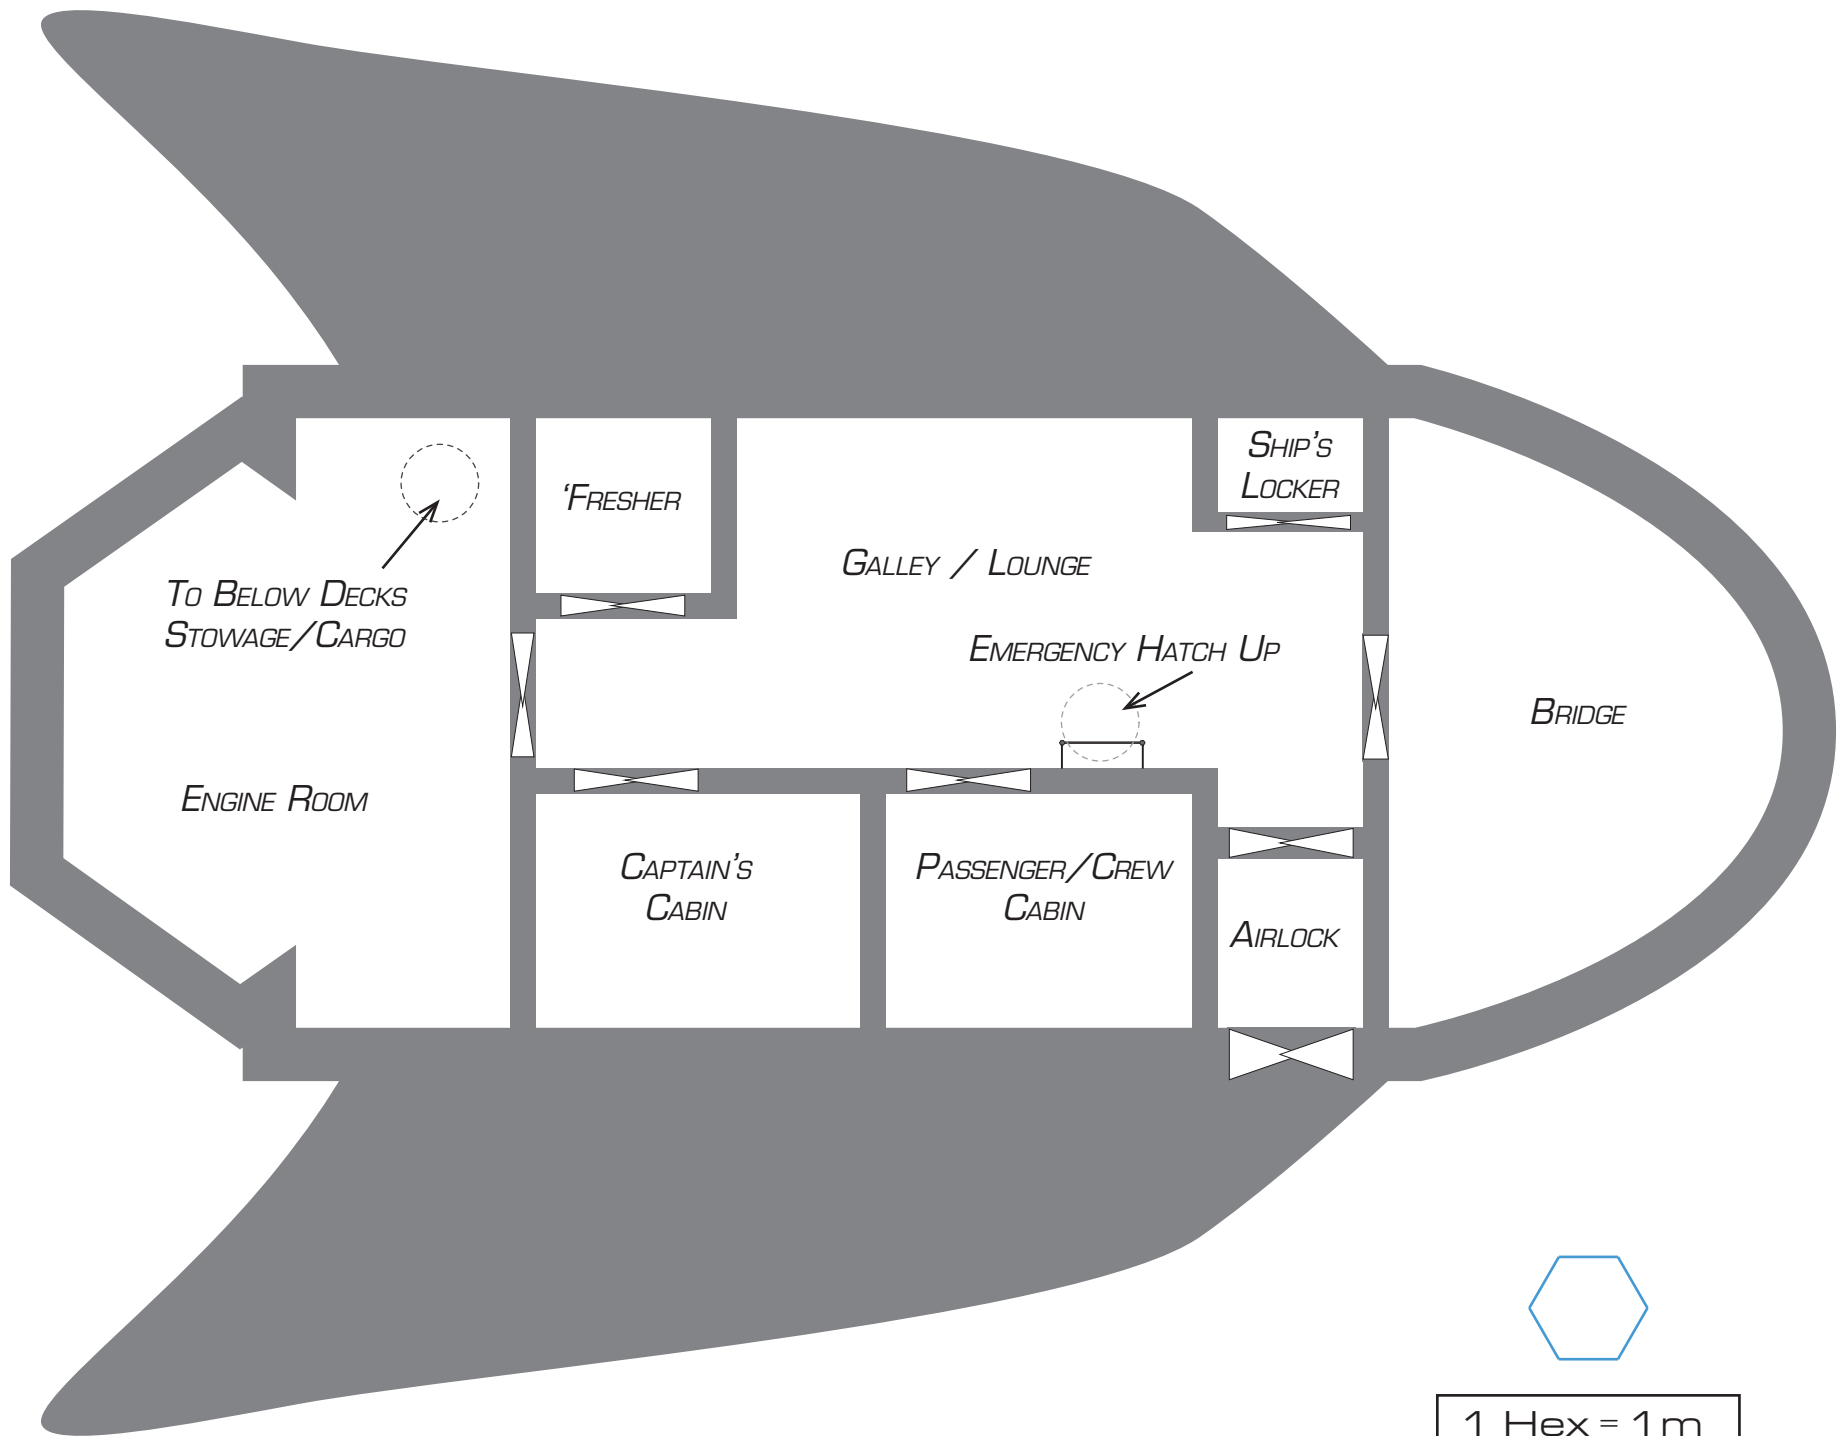 Ship's
Locker
'Fresher
Galley / Lounge
To Below Decks
Stowage/Cargo
Emergency Hatch Up
Bridge
Engine Room
Captain's
Cabin
Passenger/Crew
Cabin
Airlock
1 Hex = 1m